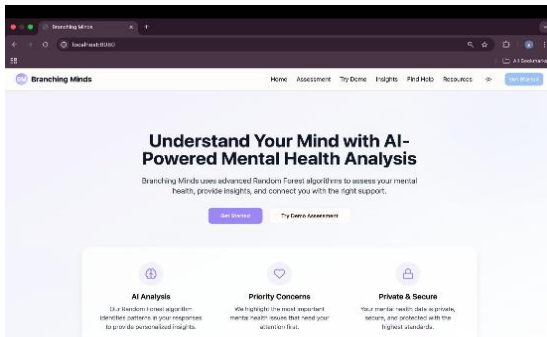 Branching Minds
localhost:8080
All Bookmarks
BM Branching Minds Home Assessment Try Demo Insights Find Help Resources Get Started
Understand Your Mind with AI-
Powered Mental Health Analysis
Branching Minds uses advanced Random Forest algorithms to assess your mental
health, provide insights, and connect you with the right support.
Get Started Try Demo Assessment
AI Analysis
Our Random Forest algorithm
identifies patterns in your responses
to provide personalized insights.
Priority Concerns
We highlight the most important
mental health issues that need your
attention first.
Private & Secure
Your mental health data is private,
secure, and protected with the
highest standards.